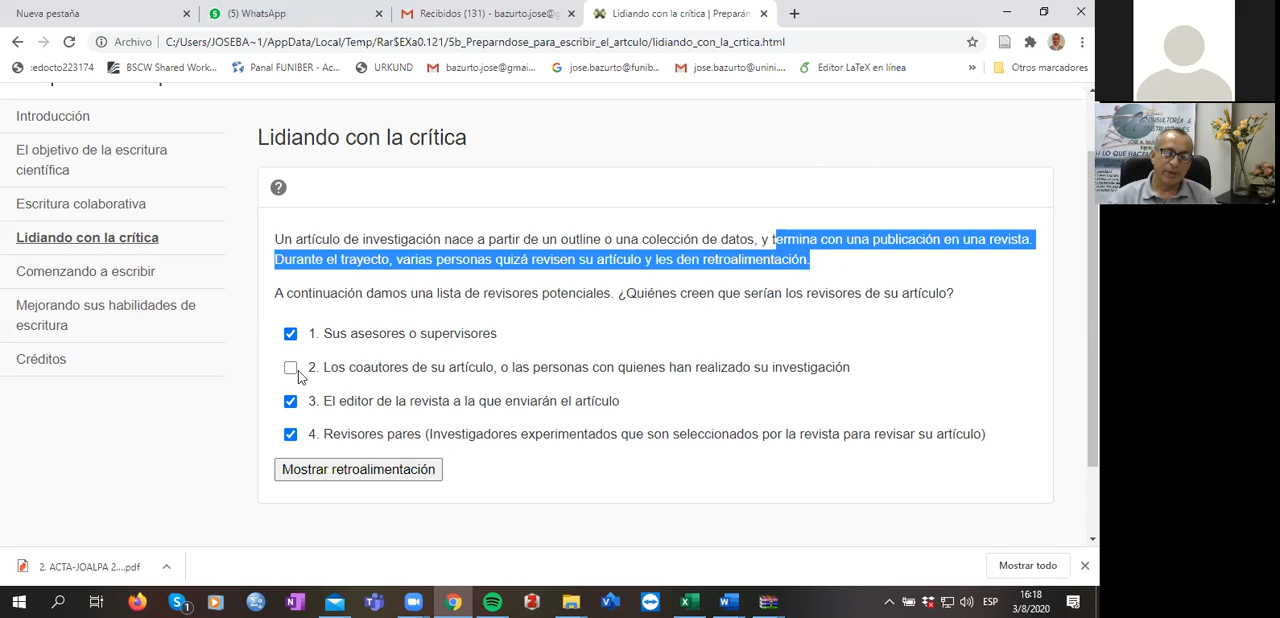 Nueva pestaña
(5) WhatsApp
Recibidos (131) - bazurto.jose@g
Lidiando con la crítica | Preparán
Archivo
C:/Users/JOSEBA~1/AppData/Local/Temp/Rar$EXa0.121/5b_Preparndose_para_escribir_el_artculo/lidiando_con_la_crtica.html
:edocto223174
BSCW Shared Work...
Panal FUNIBER - Ac...
URKUND
bazurto.jose@gmai...
jose.bazurto@funib...
jose.bazurto@unini....
Editor LaTeX en línea
»
Otros marcadores
Introducción
El objetivo de la escritura
científica
Escritura colaborativa
Lidiando con la crítica
Comenzando a escribir
Mejorando sus habilidades de
escritura
Créditos
Lidiando con la crítica
Un artículo de investigación nace a partir de un outline o una colección de datos, y termina con una publicación en una revista.
Durante el trayecto, varias personas quizá revisen su artículo y les den retroalimentación.
A continuación damos una lista de revisores potenciales. ¿Quiénes creen que serían los revisores de su artículo?
1. Sus asesores o supervisores
2. Los coautores de su artículo, o las personas con quienes han realizado su investigación
3. El editor de la revista a la que enviarán el artículo
4. Revisores pares (Investigadores experimentados que son seleccionados por la revista para revisar su artículo)
Mostrar retroalimentación
CONSULTORÍA &
2. ACTA-JOALPA 2....pdf
Mostrar todo
ESP
16:18
3/8/2020